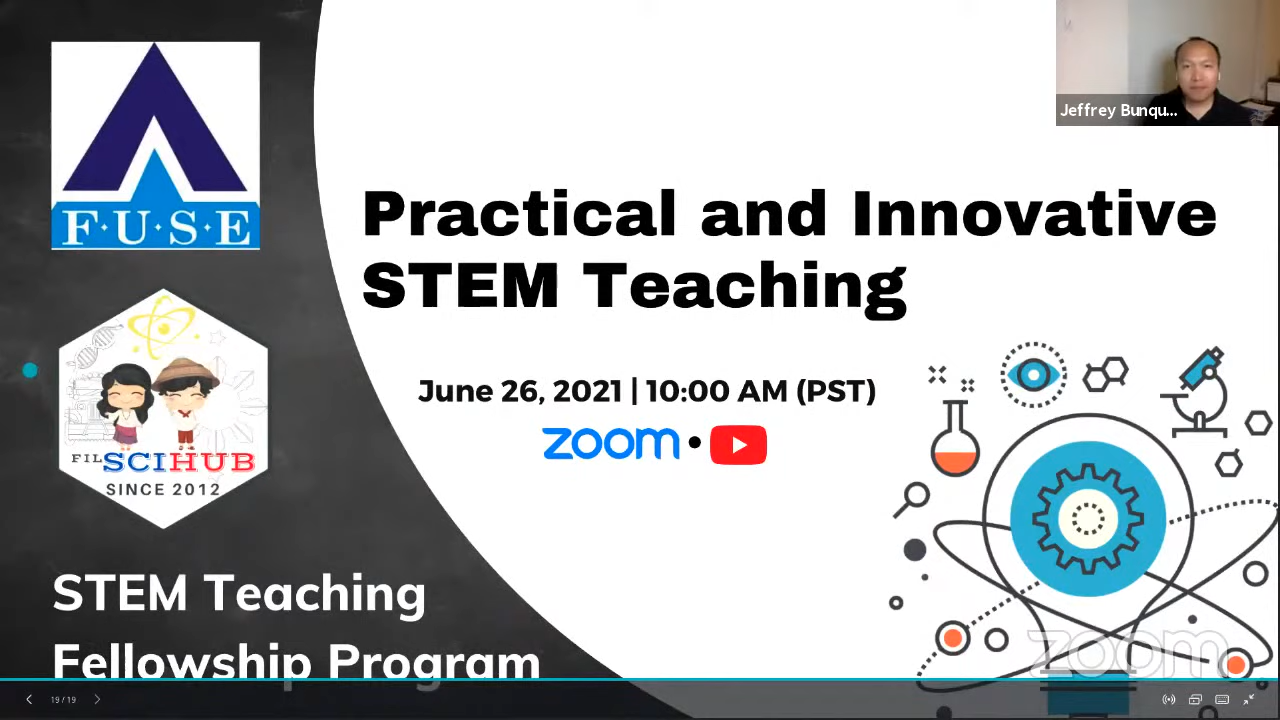 F·U·S·E
FIL SCIHUB
SINCE 2012
STEM Teaching
Fellowship Program
Practical and Innovative
STEM Teaching
June 26, 2021 | 10:00 AM (PST)
zoom
Jeffrey Bunqu...
zoom
19 / 19